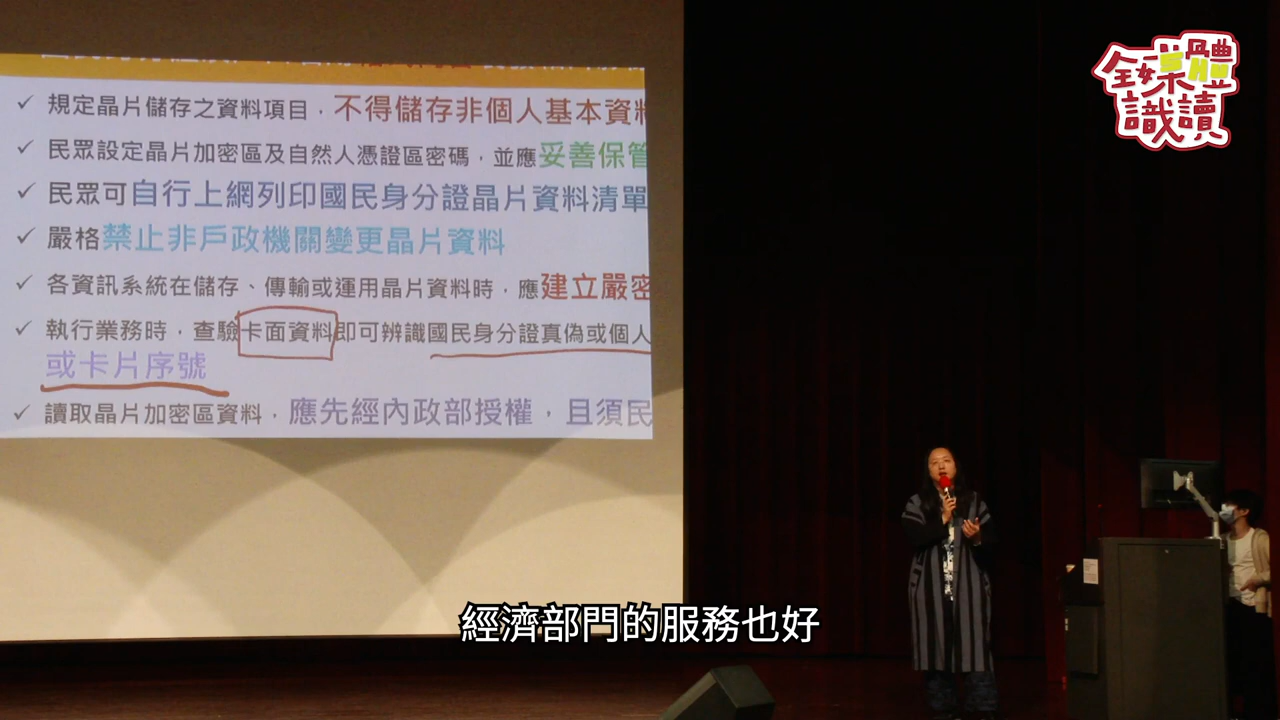 ✓ 規定晶片儲存之資料項目，不得儲存非個人基本資料
✓ 民眾設定晶片加密區及自然人憑證區密碼，並應妥善保管
✓ 民眾可自行上網列印國民身分證晶片資料清單
✓ 嚴格禁止非戶政機關變更晶片資料
✓ 各資訊系統在儲存、傳輸或運用晶片資料時，應建立嚴密
✓ 執行業務時，查驗卡面資料即可辨識國民身分證真偽或個人
或卡片序號
✓ 讀取晶片加密區資料，應先經內政部授權，且須民
全媒體
識讀
經濟部門的服務也好